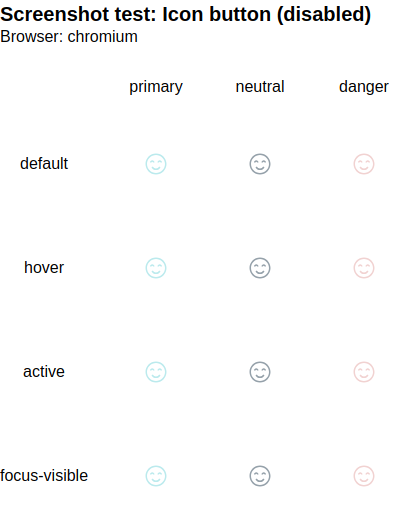 Screenshot test: Icon button (disabled)
Browser: chromium
primary neutral danger
default
hover
active
focus-visible